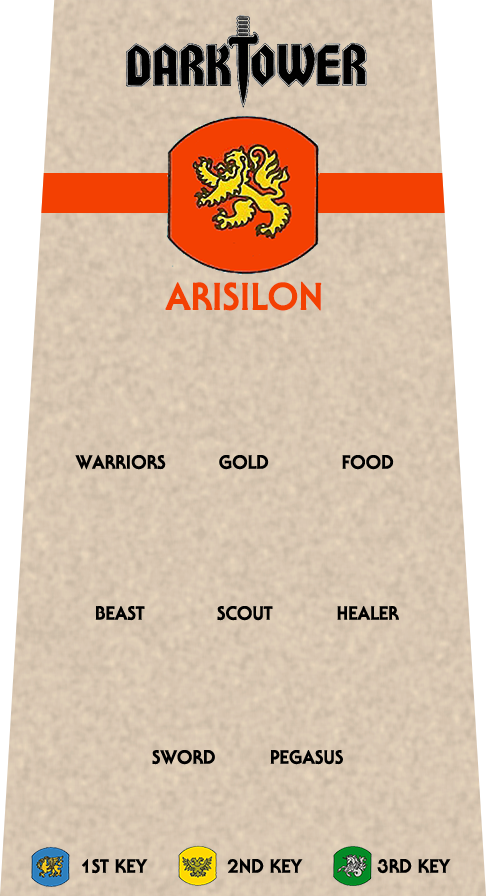 DARKTOWER
ARISILON
WARRIORS GOLD FOOD
BEAST SCOUT HEALER
SWORD PEGASUS
1ST KEY 2ND KEY 3RD KEY